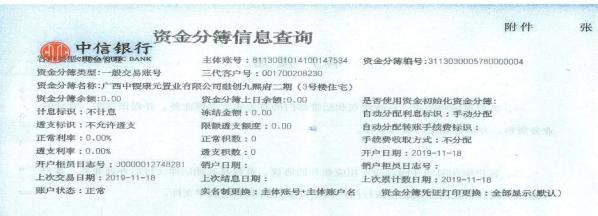 附件 张
中信银行
资金分簿信息查询
主体账号:8113001014100147534 资金分簿编号:3113030005780000004
资金分簿类型:一般交易账号 三代客户号:001700208230
资金分簿名称:广西中稷康元置业有限公司融创九熙府二期(3号楼住宅)
资金分簿余额:0.00 资金分簿上日余额:0.00 是否使用资金初始化资金分簿:
计息标识:不计息 冻结金额:0.00 自动分配利息标识:手动分配
透支标识:不允许透支 限额透支额度:0.00 自动分配转账手续费标识:
正常利率:0.00% 正常积数:0 手续费收取方式:不分配
透支利率:0.00% 透支积数:0 开户日期:2019-11-18
开户柜员日志号:J0000012748281 销户日期: 销户柜员日志号:
上次交易日期:2019-11-18 上次结息日期: 上次累计数日期:2019-11-18
账户状态:正常 实名制更换:主体账号+主体账户名 资金分簿凭证打印更换:全部显示(默认)